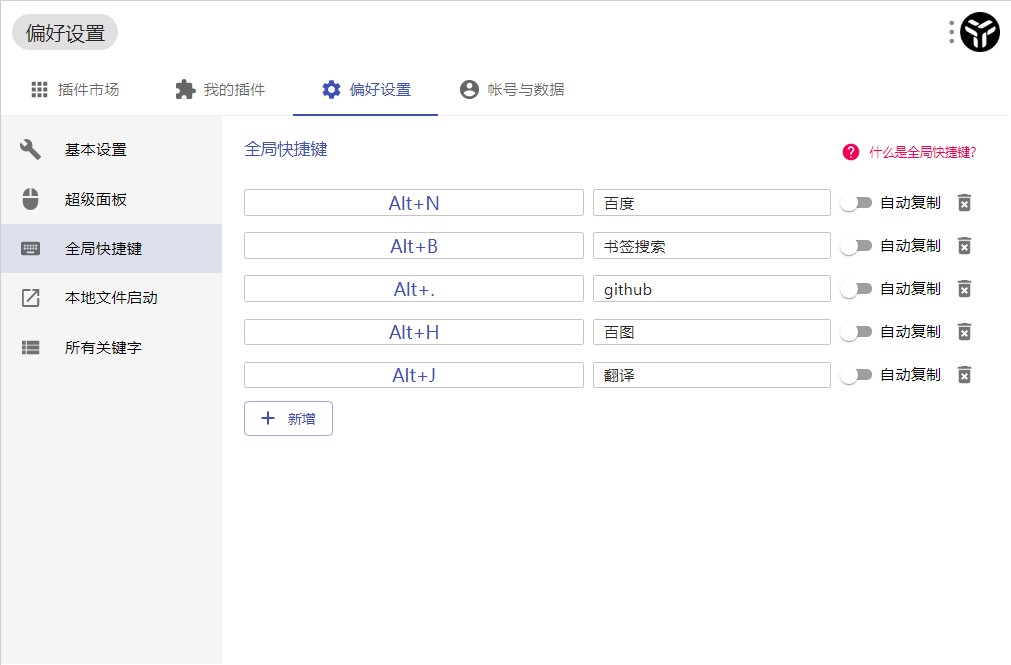 偏好设置
插件市场 我的插件 偏好设置 帐号与数据
基本设置
超级面板
全局快捷键
本地文件启动
所有关键字
全局快捷键 什么是全局快捷键?
Alt+N 百度 自动复制
Alt+B 书签搜索 自动复制
Alt+. github 自动复制
Alt+H 百图 自动复制
Alt+J 翻译 自动复制
+ 新增